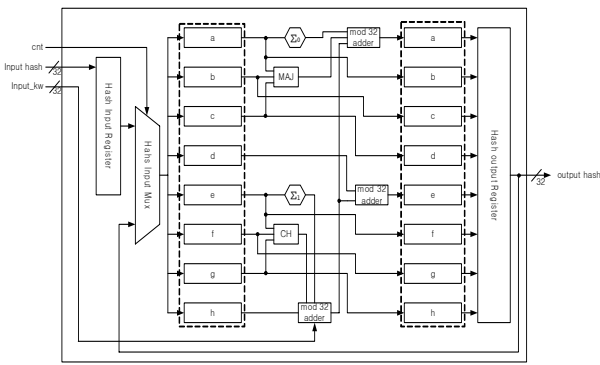 cnt
Input hash
32
Input_kw
32
Hash Input Register
Hahs Input Mux
a
b
c
d
e
f
g
h
Σ0
MAJ
Σ1
CH
mod 32
adder
mod 32
adder
mod 32
adder
a
b
c
d
e
f
g
h
Hash output Register
32
output hash